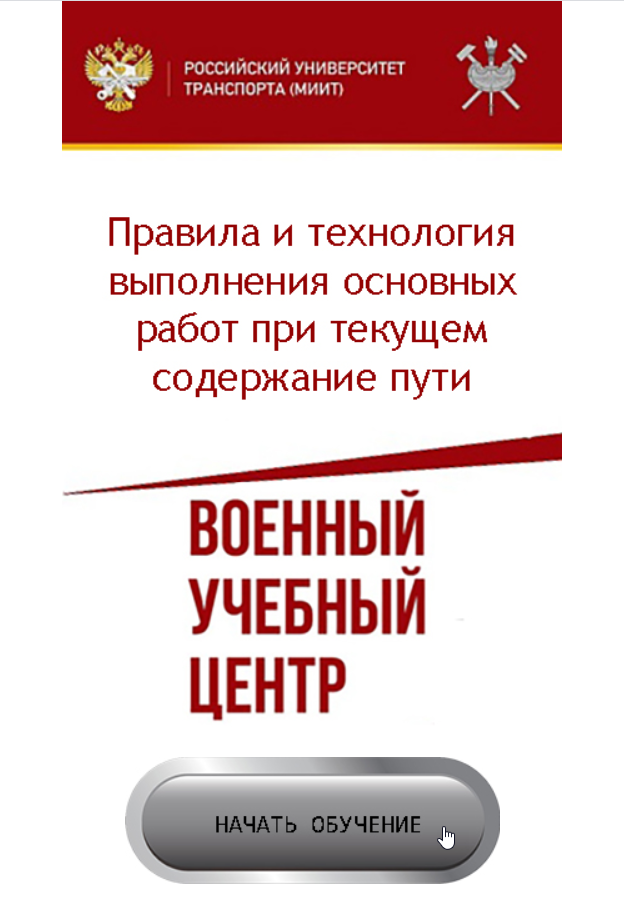 РОССИЙСКИЙ УНИВЕРСИТЕТ
ТРАНСПОРТА (МИИТ)
Правила и технология
выполнения основных
работ при текущем
содержание пути
ВОЕННЫЙ
УЧЕБНЫЙ
ЦЕНТР
НАЧАТЬ ОБУЧЕНИЕ